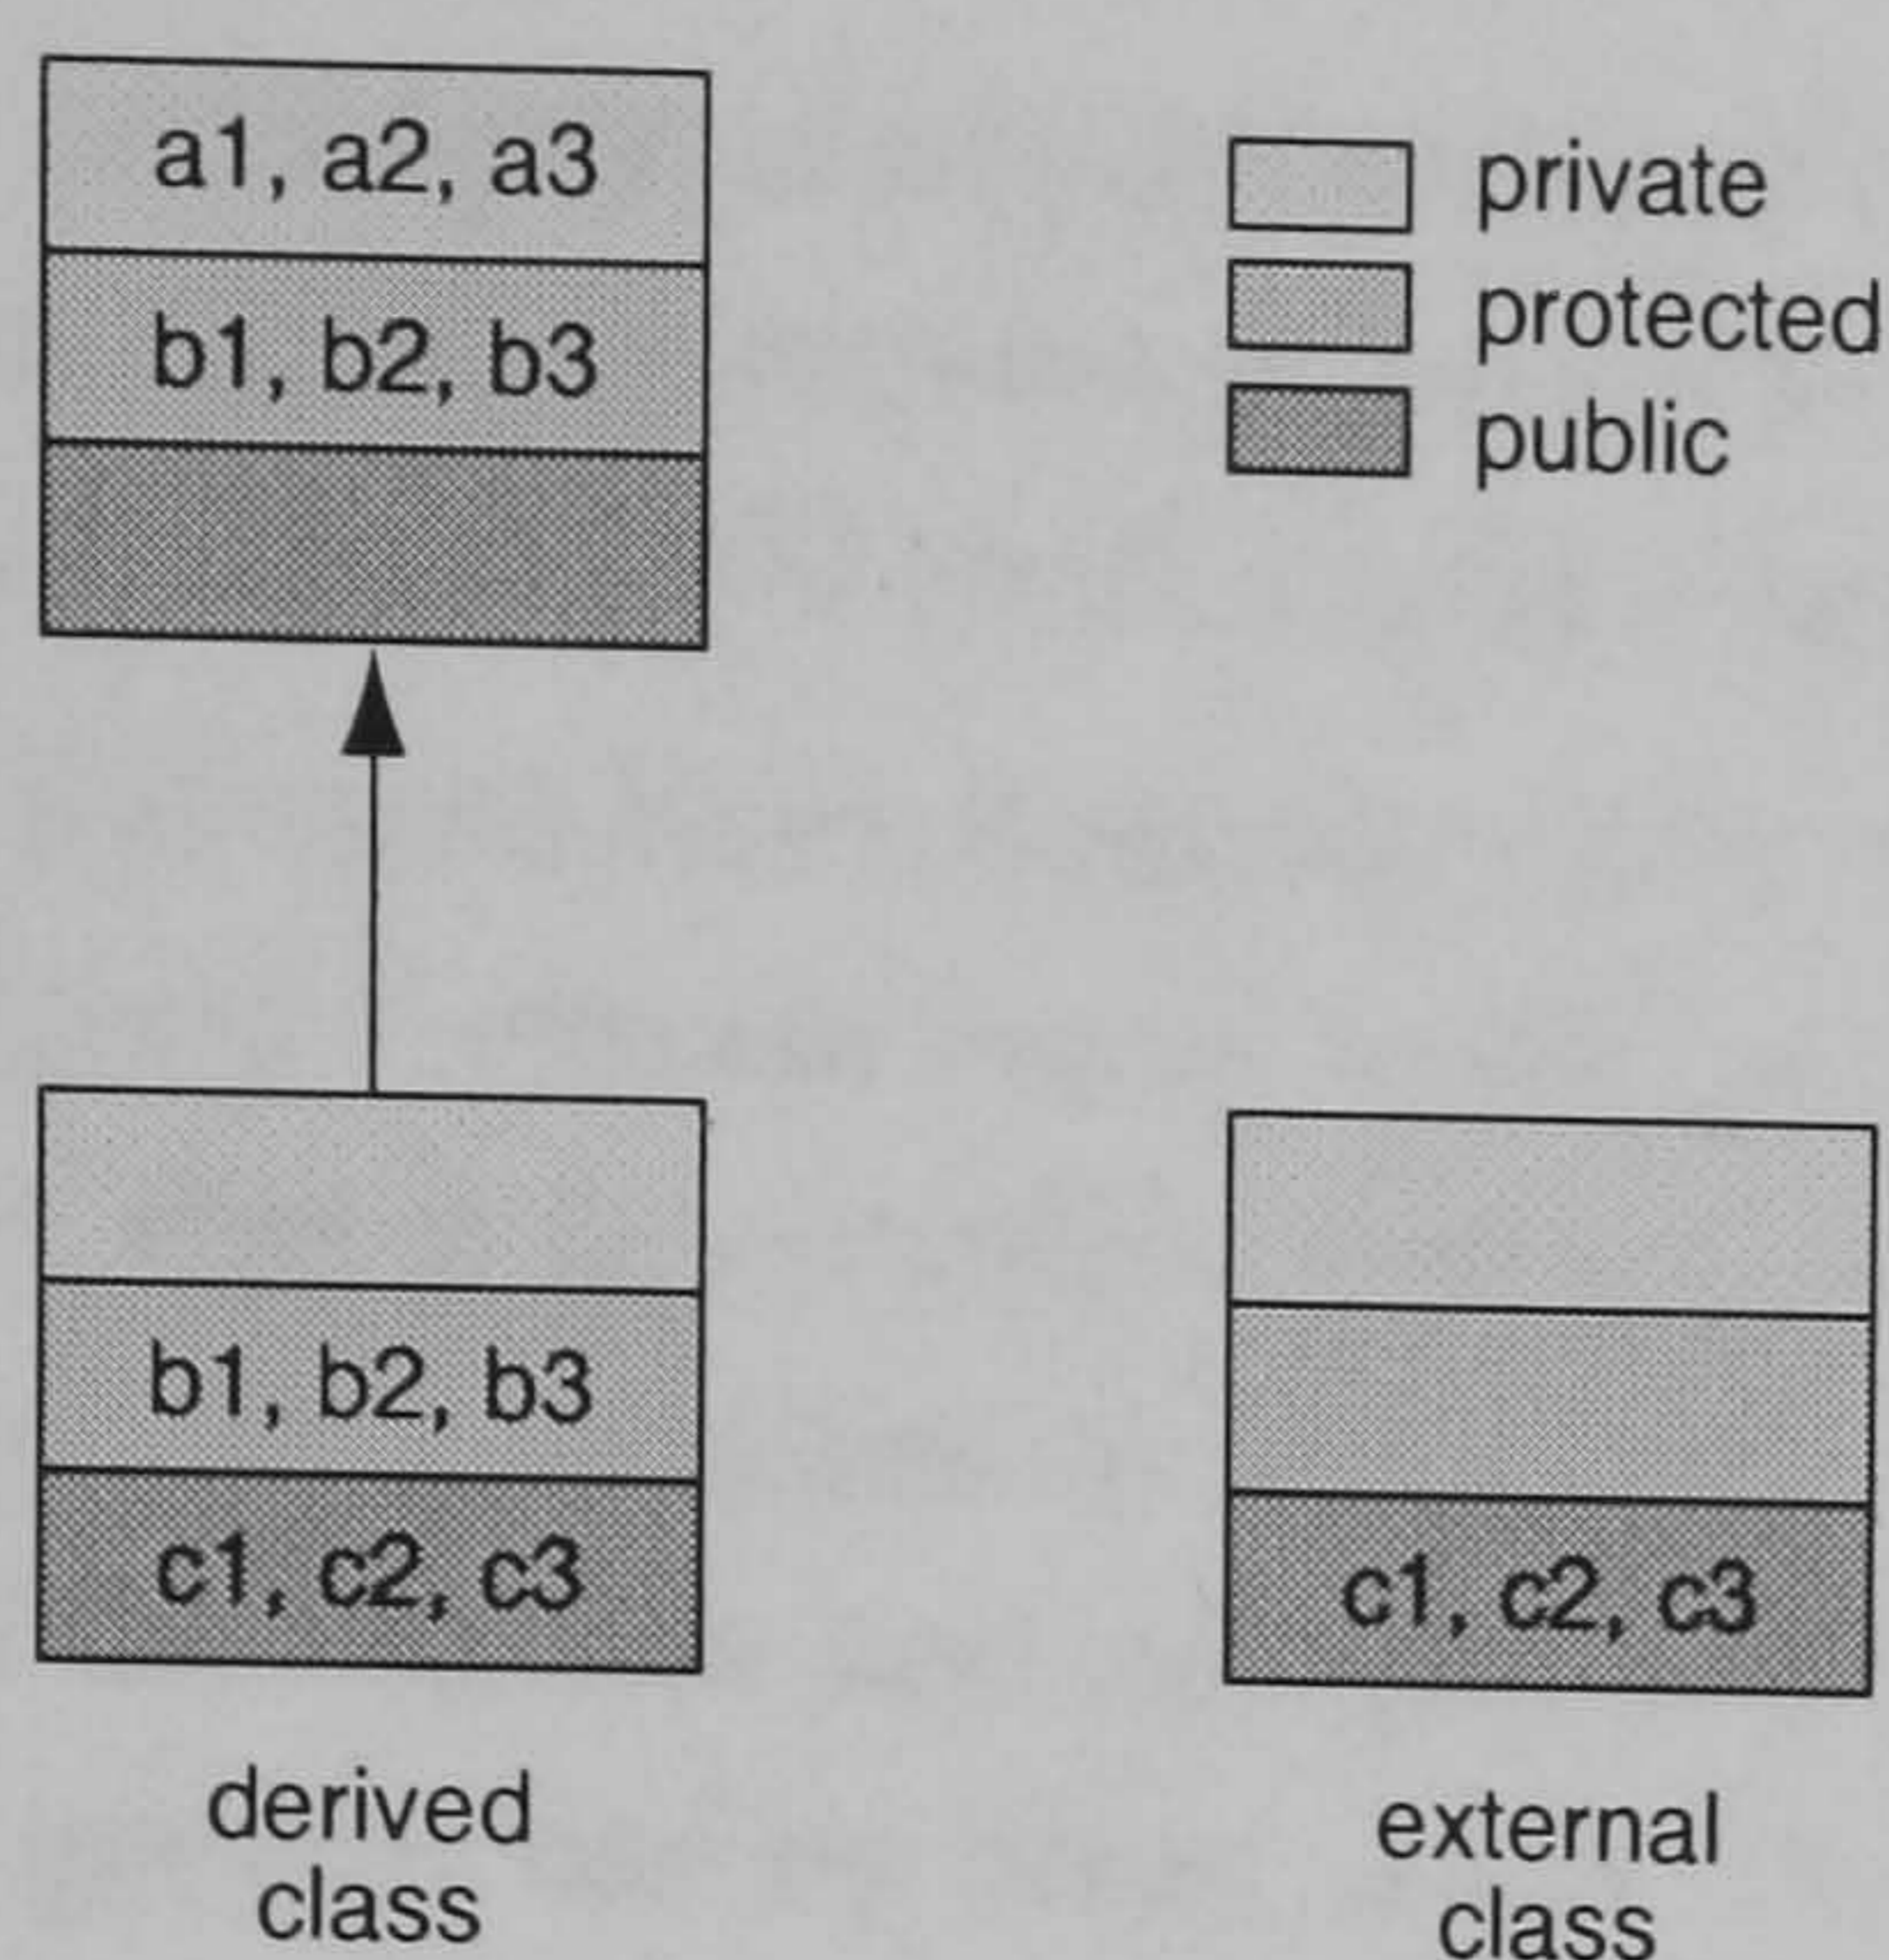 a1, a2, a3
b1, b2, b3
private
protected
public
b1, b2, b3
c1, c2, c3
derived
class
c1, c2, c3
external
class